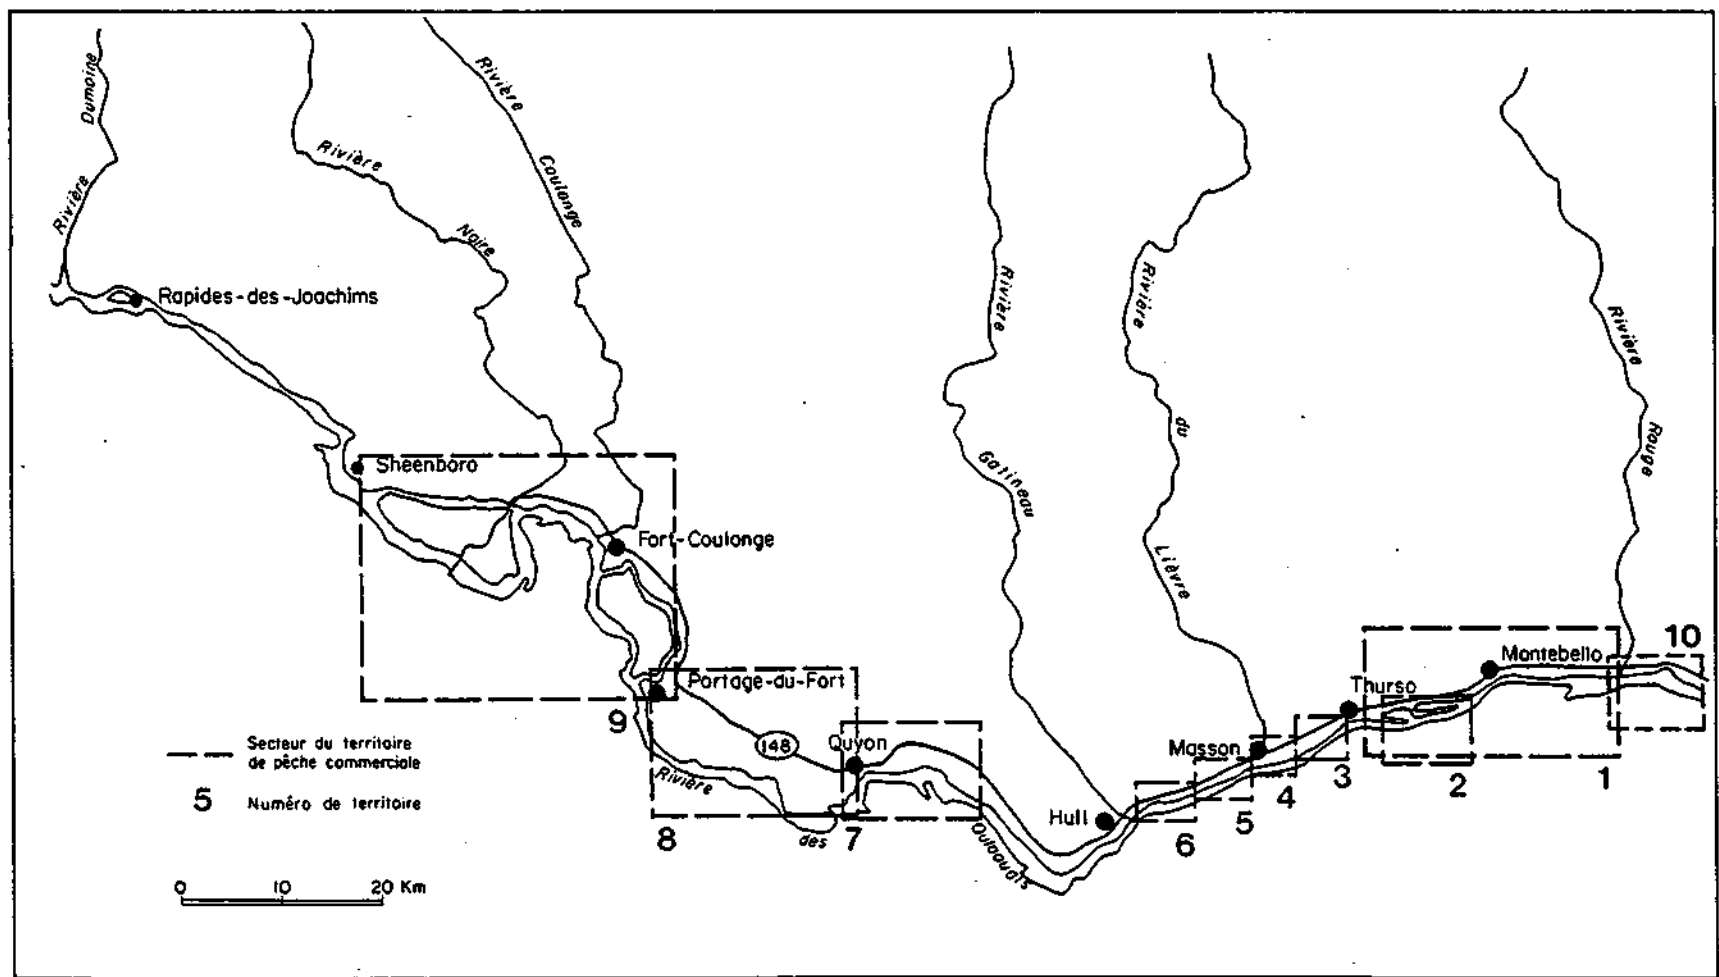 Rivière
Dumoine
Rivière
Noire
Rivière
Coulonge
Rivière
Gatineau
Rivière
du
Lièvre
Rivière
Rouge
Rapides-des-Joachims
Sheenboro
Fort-Coulonge
Portage-du-Fort
9
148
Quyon
Rivière
des
Outaouais
8
7
Hull
6
5
Masson
4
3
Thurso
Montebello
2
1
10
Secteur du territoire
de pêche commerciale
5 Numéro de territoire
0 10 20 Km